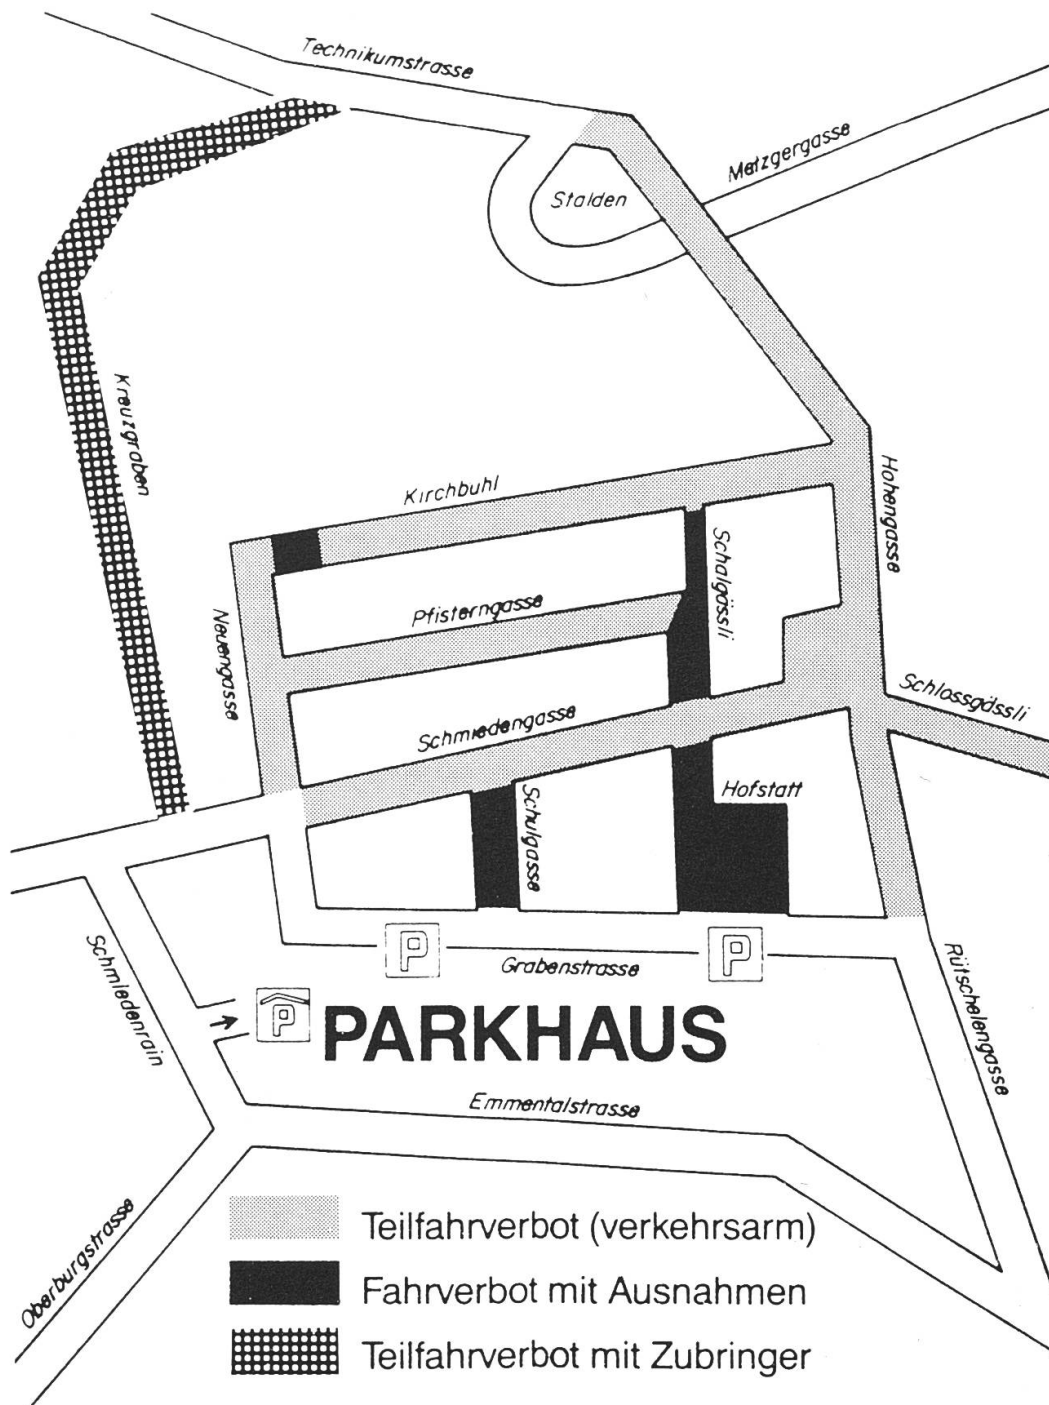 Technikumstrasse
Metzgergasse
Stalden
Kreuzgraben
Kirchbuhl
Hohengasse
Schalgässli
Pfisterngasse
Neuengasse
Schmiedengasse
Schlossgässli
Hofstatt
Schulgasse
P
P
Grabenstrasse
Schmiedenrain
Rütschelengasse
P
PARKHAUS
Emmentalstrasse
Oberburgstrasse
Teilfahrverbot (verkehrsarm)
Fahrverbot mit Ausnahmen
Teilfahrverbot mit Zubringer